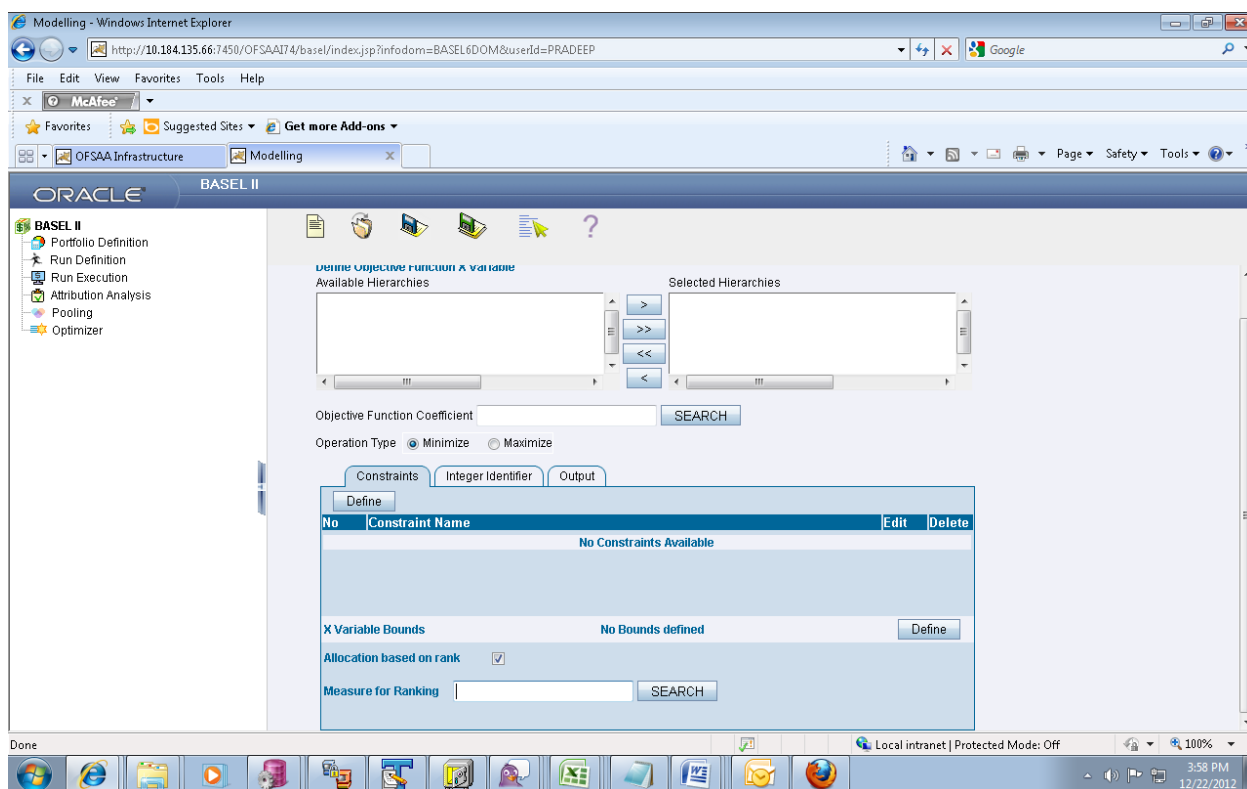 Modelling - Windows Internet Explorer
http://10.184.135.66:7450/OFSAAI74/basel/index.jsp?infodom=BASEL6DOM&userId=PRADEEP
Google
File Edit View Favorites Tools Help
x McAfee
Favorites Suggested Sites Get more Add-ons
OFSAA Infrastructure Modelling x Page Safety Tools
ORACLE BASEL II
BASEL II
Portfolio Definition
Run Definition
Run Execution
Attribution Analysis
Pooling
Optimizer
Define Objective Function X Variable
Available Hierarchies Selected Hierarchies
>
>>
<<
<
Objective Function Coefficient SEARCH
Operation Type Minimize Maximize
Constraints Integer Identifier Output
Define
No Constraint Name Edit Delete
No Constraints Available
X Variable Bounds No Bounds defined Define
Allocation based on rank
Measure for Ranking SEARCH
Done Local intranet | Protected Mode: Off 100%
3:58 PM
12/22/2012